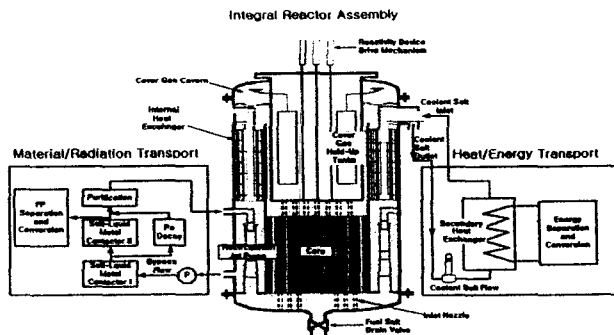 Integral Reactor Assembly
Reactivity Device
Drive Mechanism
Cover Gas Cavern
Internal
Heat
Exchanger
Coolant Salt
Inlet
Cover Gas
Hold-Up
Tanks
Coolant
Salt
Outlet
Material/Radiation Transport
Heat/Energy Transport
FP
Separation
and
Conversion
Purification
Salt-Liquid
Metal
Contactor II
Pa
Decay
Bypass
Flow
Salt-Liquid
Metal
Contactor I
P
Jet Pump
Core
Secondary
Heat
Exchanger
Energy
Separation
and
Conversion
Coolant Salt Flow
Inlet Nozzle
Fuel Salt
Drain Valve